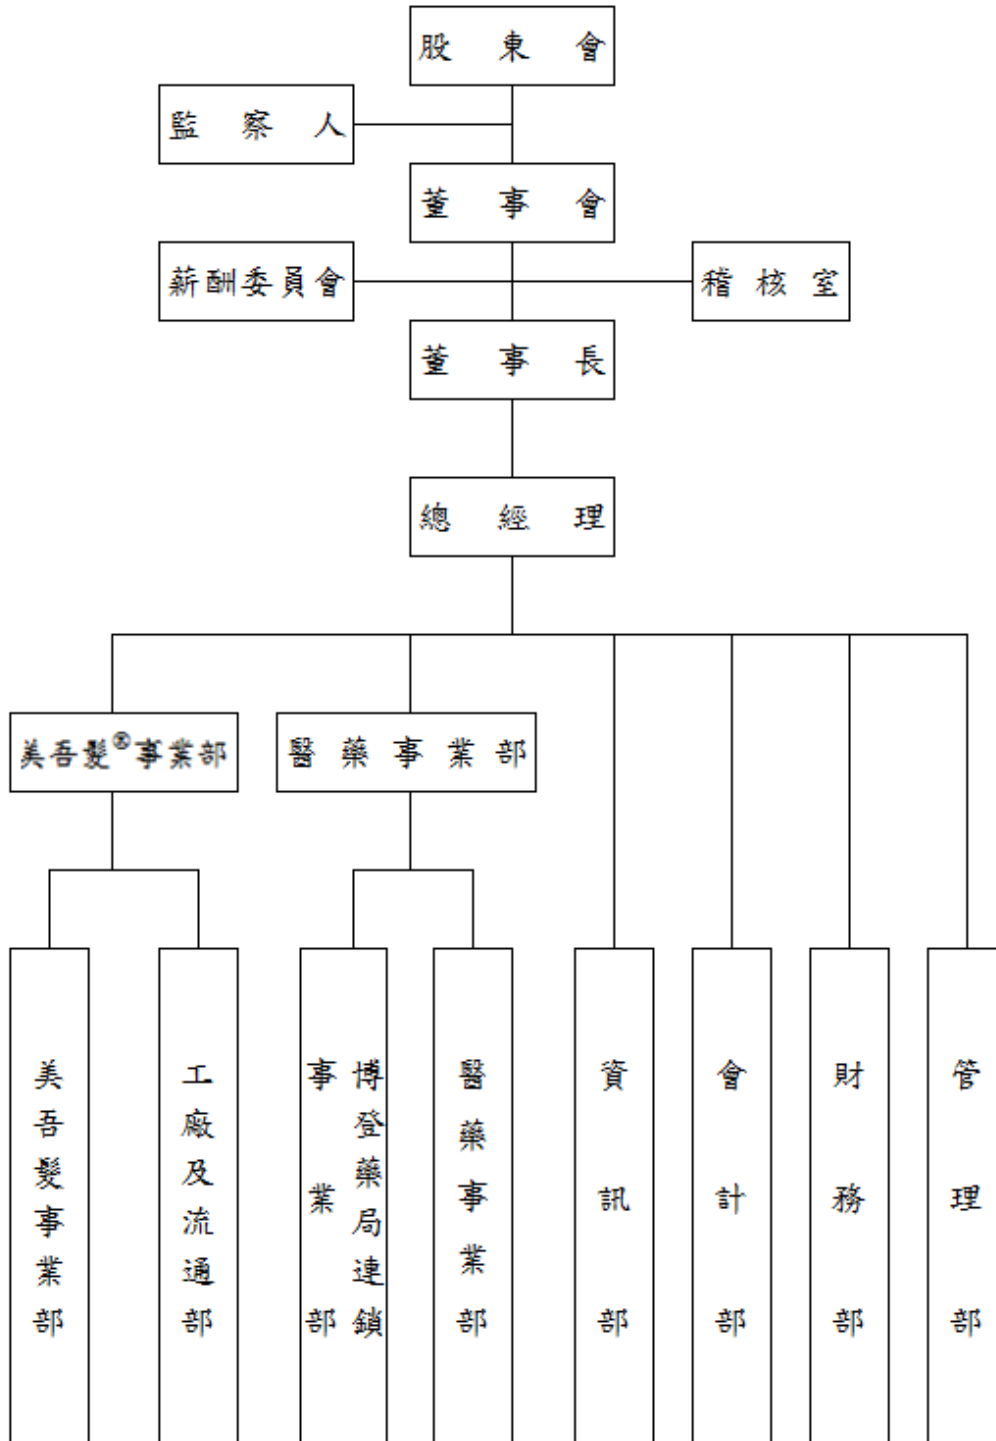 股東會
監察人
董事會
薪酬委員會
稽核室
董事長
總經理
美吾髮®事業部
醫藥事業部
美吾髮事業部
工廠及流通部
博登藥局連鎖
事業部
醫藥事業部
資訊部
會計部
財務部
管理部